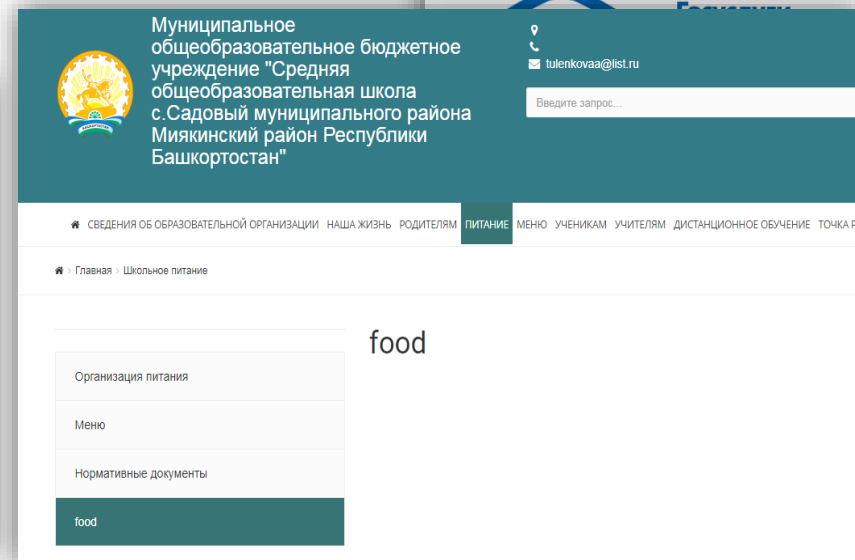 Госуслуги
Муниципальное
общеобразовательное бюджетное
учреждение "Средняя
общеобразовательная школа
с.Садовый муниципального района
Миякинский район Республики
Башкортостан"
tulenkovaa@list.ru
Введите запрос...
СВЕДЕНИЯ ОБ ОБРАЗОВАТЕЛЬНОЙ ОРГАНИЗАЦИИ НАША ЖИЗНЬ РОДИТЕЛЯМ ПИТАНИЕ МЕНЮ УЧЕНИКАМ УЧИТЕЛЯМ ДИСТАНЦИОННОЕ ОБУЧЕНИЕ ТОЧКА Р
Главная > Школьное питание
food
Организация питания
Меню
Нормативные документы
food